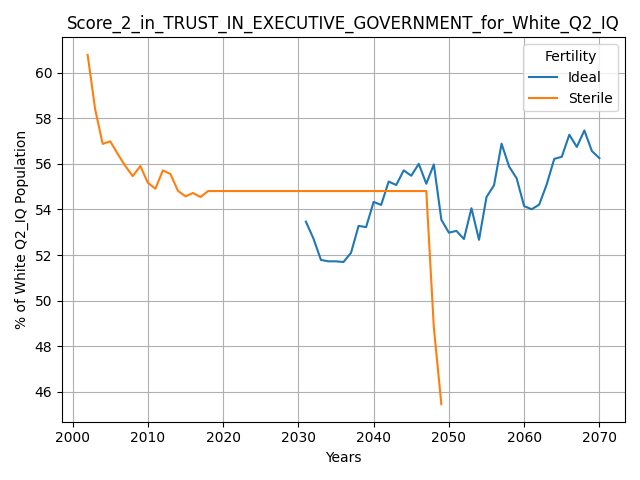 Score_2_in_TRUST_IN_EXECUTIVE_GOVERNMENT_for_White_Q2_IQ
Fertility
Ideal
Sterile
% of White Q2_IQ Population
60
58
56
54
52
50
48
46
2000 2010 2020 2030 2040 2050 2060 2070
Years